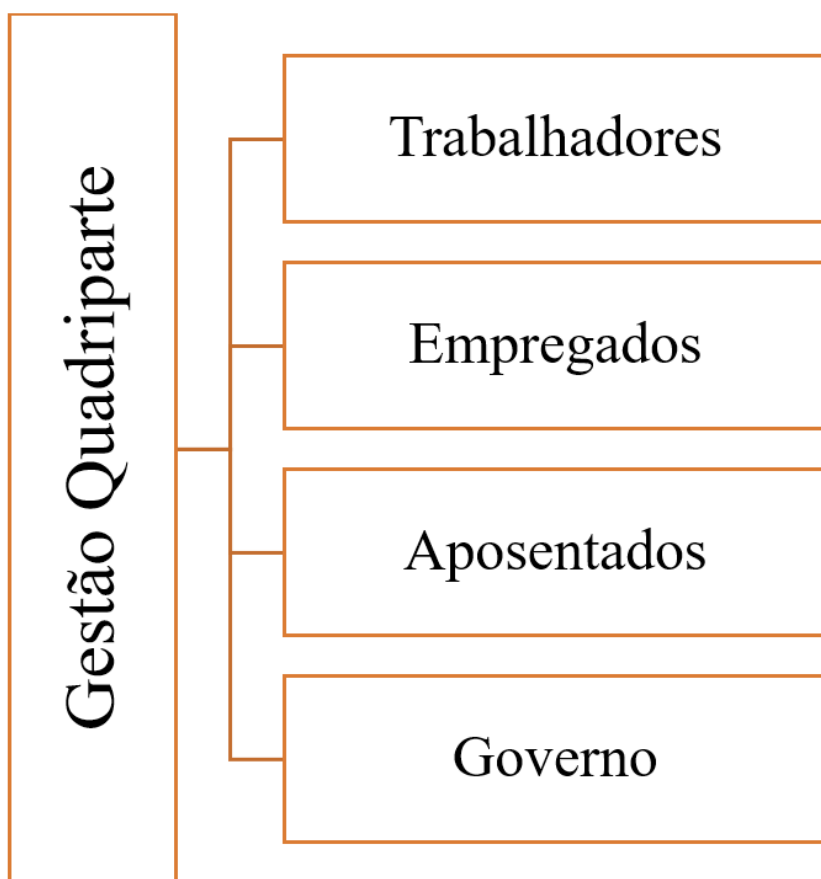 Gestão Quadriparte
Trabalhadores
Empregados
Aposentados
Governo